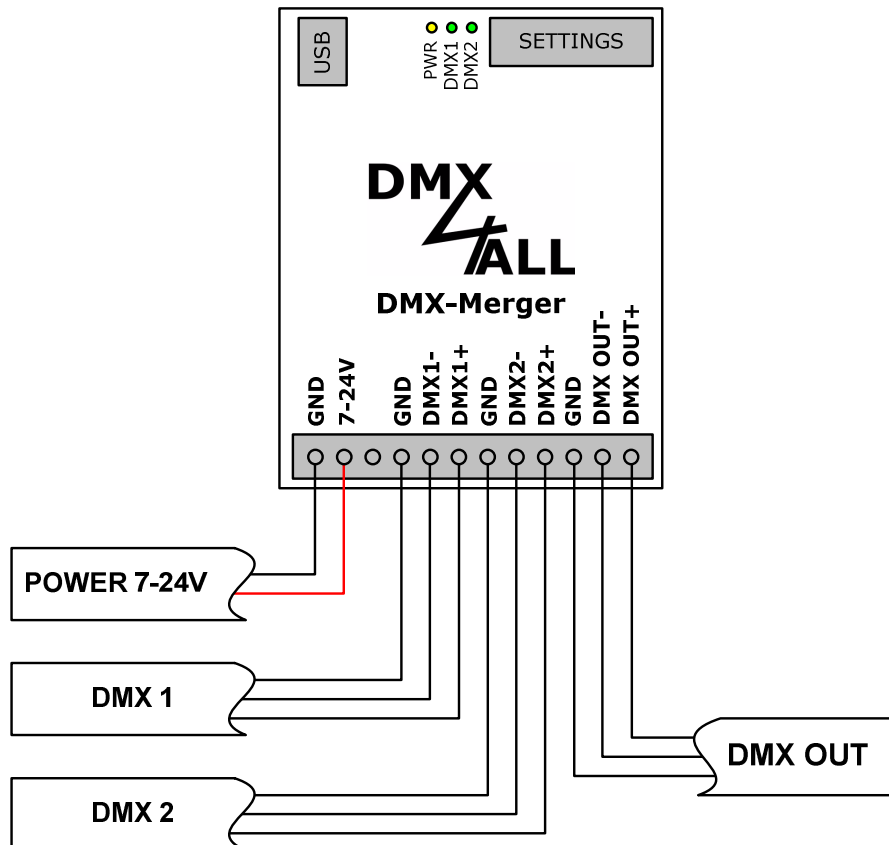 USB
PWR
DMX1
DMX2
SETTINGS
DMX
4
ALL
DMX-Merger
GND
7-24V
GND
DMX1-
DMX1+
GND
DMX2-
DMX2+
GND
DMX OUT-
DMX OUT+
POWER 7-24V
DMX 1
DMX OUT
DMX 2